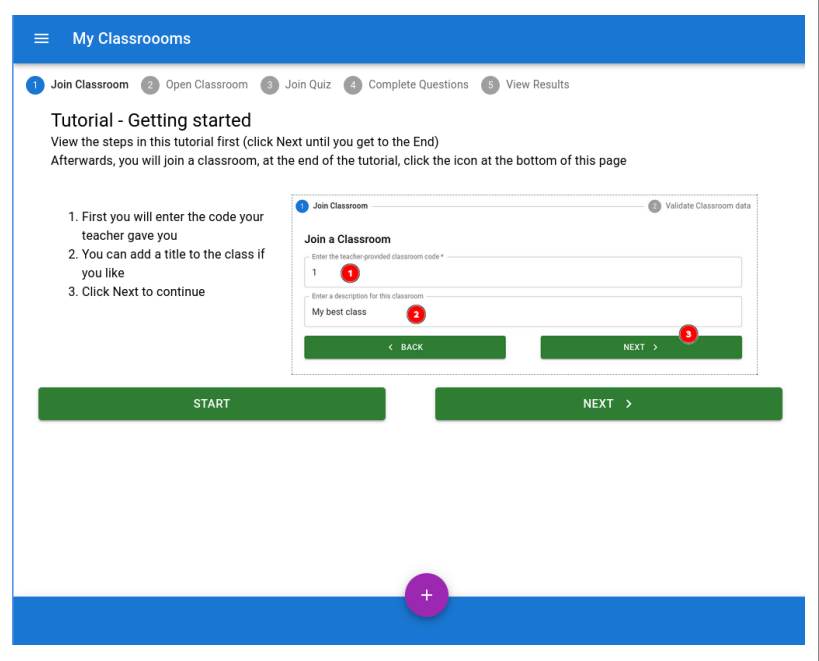 My Classroooms
1 Join Classroom 2 Open Classroom 3 Join Quiz 4 Complete Questions 5 View Results
Tutorial - Getting started
View the steps in this tutorial first (click Next until you get to the End)
Afterwards, you will join a classroom, at the end of the tutorial, click the icon at the bottom of this page
1. First you will enter the code your
teacher gave you
2. You can add a title to the class if
you like
3. Click Next to continue
1 Join Classroom 2 Validate Classroom data
Join a Classroom
Enter the teacher-provided classroom code *
1 1
Enter a description for this classroom
My best class 2
< BACK NEXT > 3
START NEXT >
+